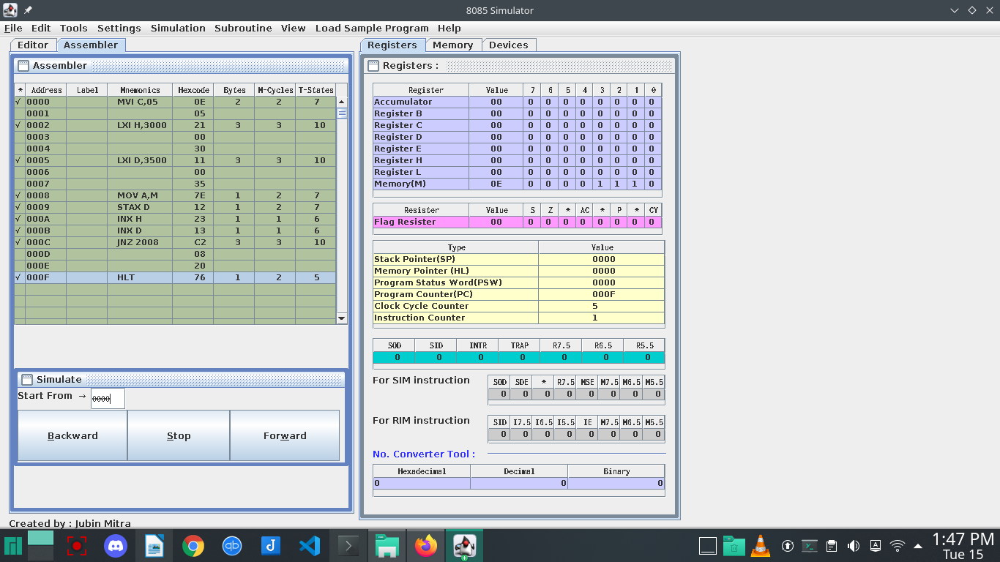 8085 Simulator
File Edit Tools Settings Simulation Subroutine View Load Sample Program Help
Editor Assembler
Assembler
* Address Label Mnemonics Hexcode Bytes M-Cycles T-States
√ 0000 MVI C,05 0E 2 2 7
0001 05
√ 0002 LXI H,3000 21 3 3 10
0003 00
0004 30
√ 0005 LXI D,3500 11 3 3 10
0006 00
0007 35
√ 0008 MOV A,M 7E 1 2 7
√ 0009 STAX D 12 1 2 7
√ 000A INX H 23 1 1 6
√ 000B INX D 13 1 1 6
√ 000C JNZ 2008 C2 3 3 10
000D 08
000E 20
√ 000F HLT 76 1 2 5
Simulate
Start From → 0000
Backward Stop Forward
Created by : Jubin Mitra
Registers Memory Devices
Registers :
Register Value 7 6 5 4 3 2 1 0
Accumulator 00 0 0 0 0 0 0 0 0
Register B 00 0 0 0 0 0 0 0 0
Register C 00 0 0 0 0 0 0 0 0
Register D 00 0 0 0 0 0 0 0 0
Register E 00 0 0 0 0 0 0 0 0
Register H 00 0 0 0 0 0 0 0 0
Register L 00 0 0 0 0 0 0 0 0
Memory(M) 0E 0 0 0 0 1 1 1 0
Resister Value S Z * AC * P * CY
Flag Resister 00 0 0 0 0 0 0 0 0
Type Value
Stack Pointer(SP) 0000
Memory Pointer (HL) 0000
Program Status Word(PSW) 0000
Program Counter(PC) 000F
Clock Cycle Counter 5
Instruction Counter 1
SOD SID INTR TRAP R7.5 R6.5 R5.5
0 0 0 0 0 0 0
For SIM instruction
SOD SDE * R7.5 MSE M7.5 M6.5 M5.5
0 0 0 0 0 0 0 0
For RIM instruction
SID I7.5 I6.5 I5.5 IE M7.5 M6.5 M5.5
0 0 0 0 0 0 0 0
No. Converter Tool :
Hexadecimal Decimal Binary
0 0 0
1:47 PM
Tue 15